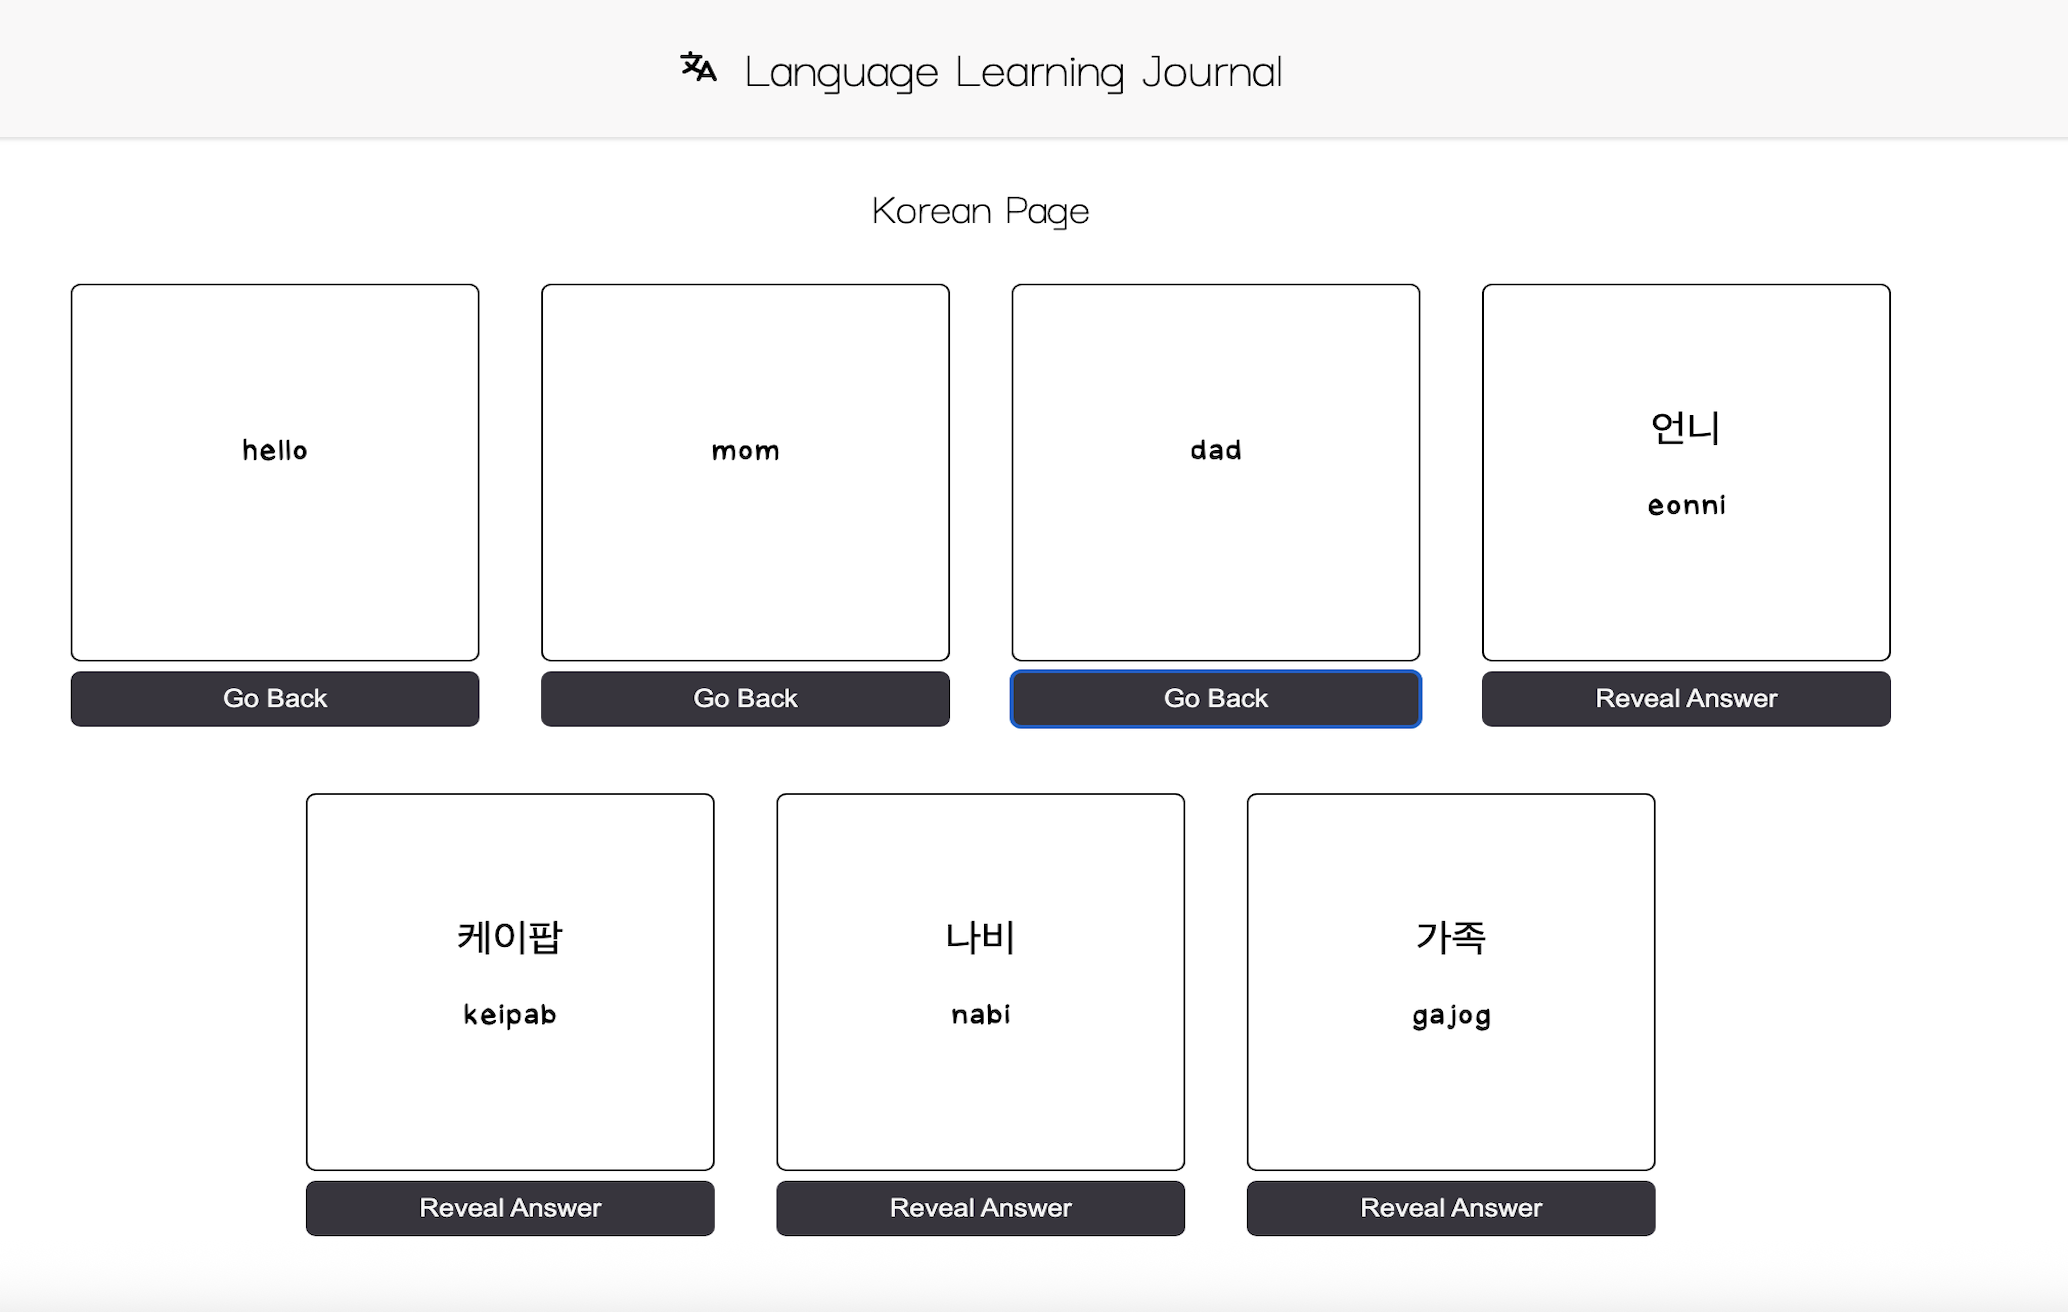 Language Learning Journal
Korean Page
hello
mom
dad
언니
eonni
Go Back
Go Back
Go Back
Reveal Answer
케이팝
keipab
나비
nabi
가족
gajog
Reveal Answer
Reveal Answer
Reveal Answer